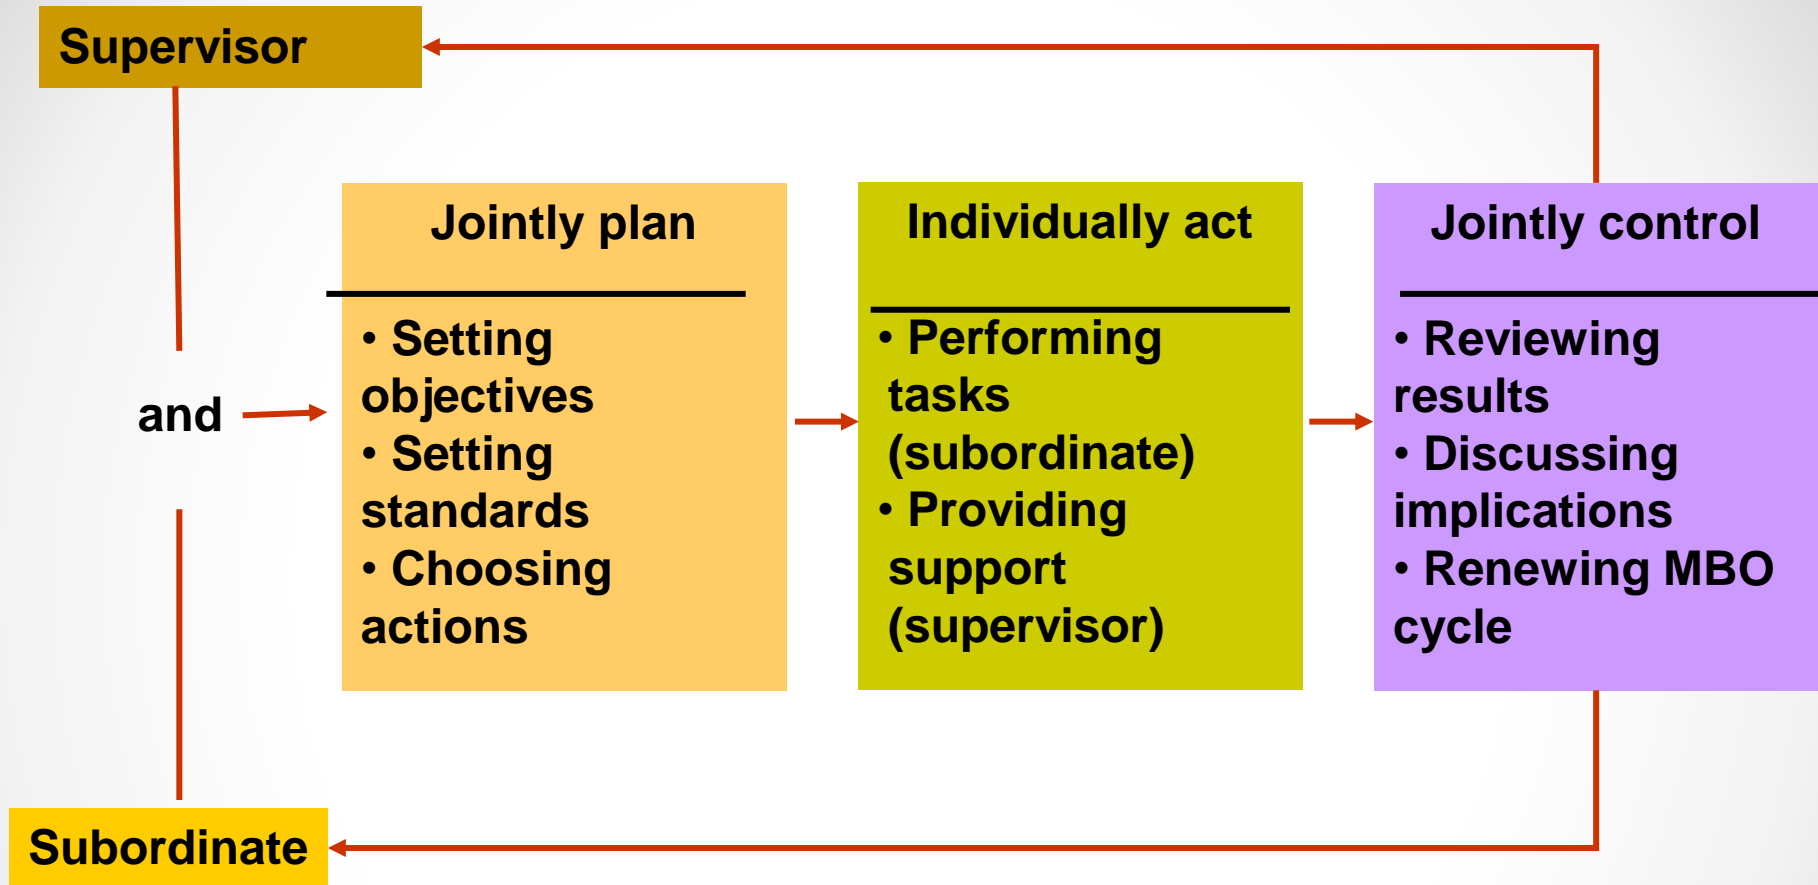 Supervisor
and
Subordinate
Jointly plan
• Setting
objectives
• Setting
standards
• Choosing
actions
Individually act
• Performing
tasks
(subordinate)
• Providing
support
(supervisor)
Jointly control
• Reviewing
results
• Discussing
implications
• Renewing MBO
cycle